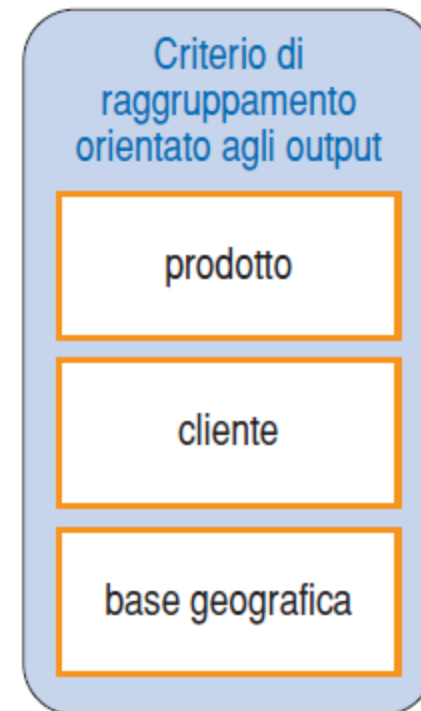 Criterio di
raggruppamento
orientato agli output
prodotto
cliente
base geografica